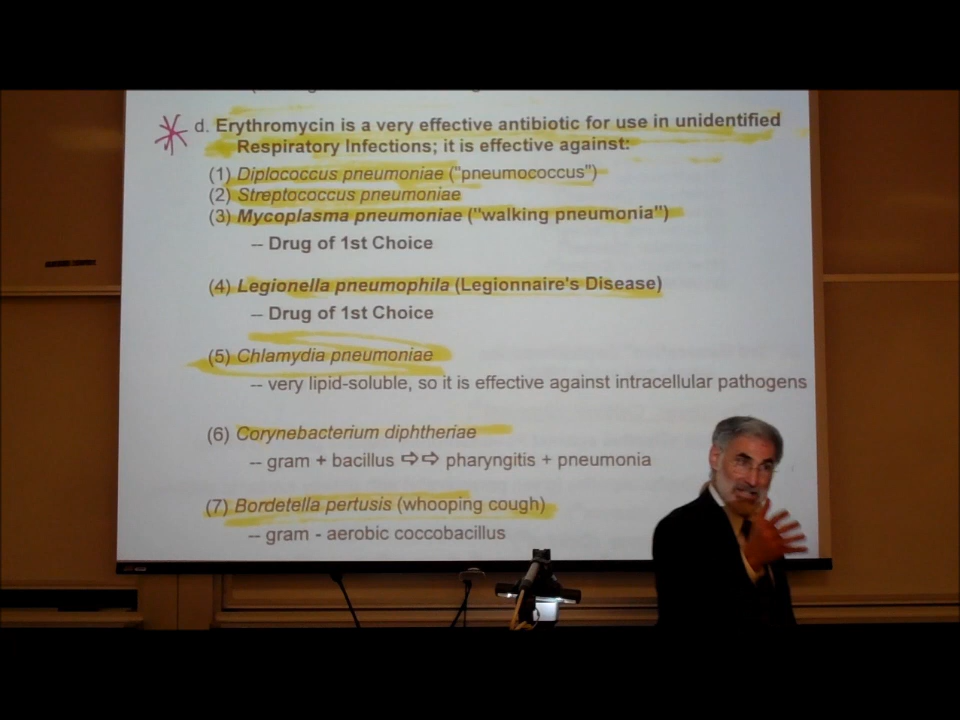 d. Erythromycin is a very effective antibiotic for use in unidentified
Respiratory Infections; it is effective against:
(1) Diplococcus pneumoniae ("pneumococcus")
(2) Streptococcus pneumoniae
(3) Mycoplasma pneumoniae ("walking pneumonia")
-- Drug of 1st Choice
(4) Legionella pneumophila (Legionnaire's Disease)
-- Drug of 1st Choice
(5) Chlamydia pneumoniae
-- very lipid-soluble, so it is effective against intracellular pathogens
(6) Corynebacterium diphtheriae
-- gram + bacillus ⇨⇨ pharyngitis + pneumonia
(7) Bordetella pertusis (whooping cough)
-- gram - aerobic coccobacillus